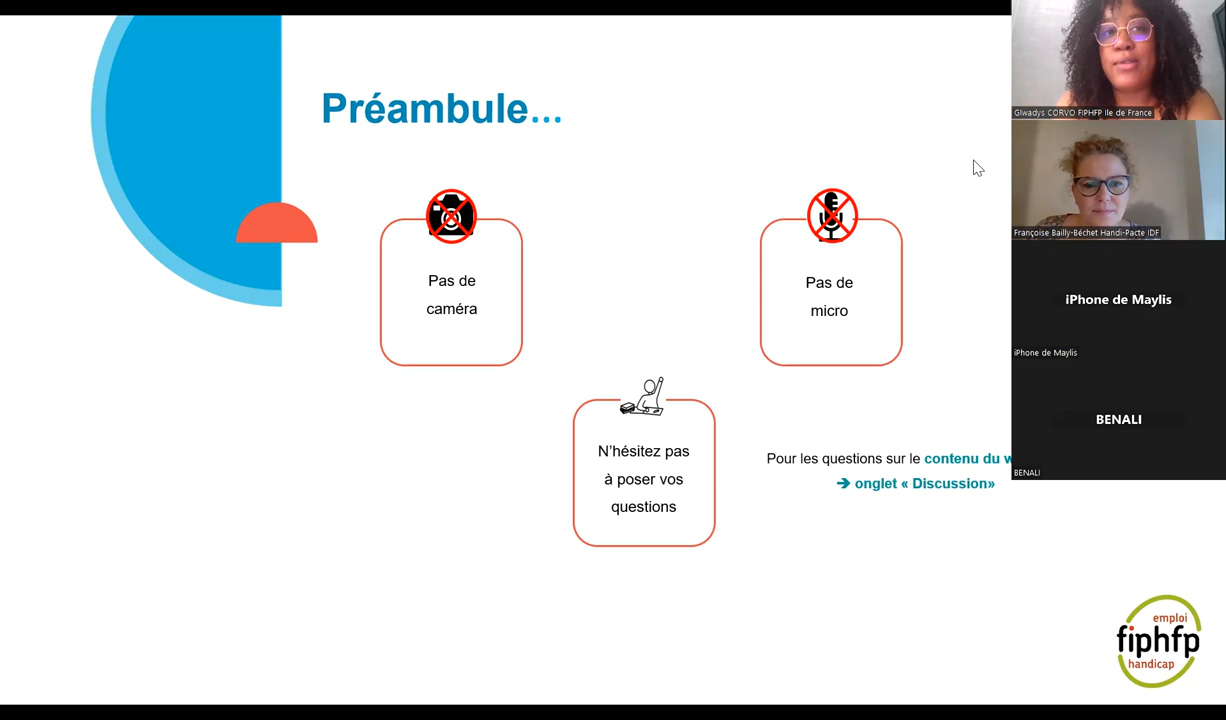 Préambule...
Pas de
caméra
Pas de
micro
N'hésitez pas
à poser vos
questions
Pour les questions sur le contenu du
➔ onglet « Discussion»
emploi
fiphfp
handicap
Glwadys CORVO FIPHFP Ile de France
Françoise Bailly-Béchet Handi-Pacte IDF
iPhone de Maylis
iPhone de Maylis
BENALI
BENALI